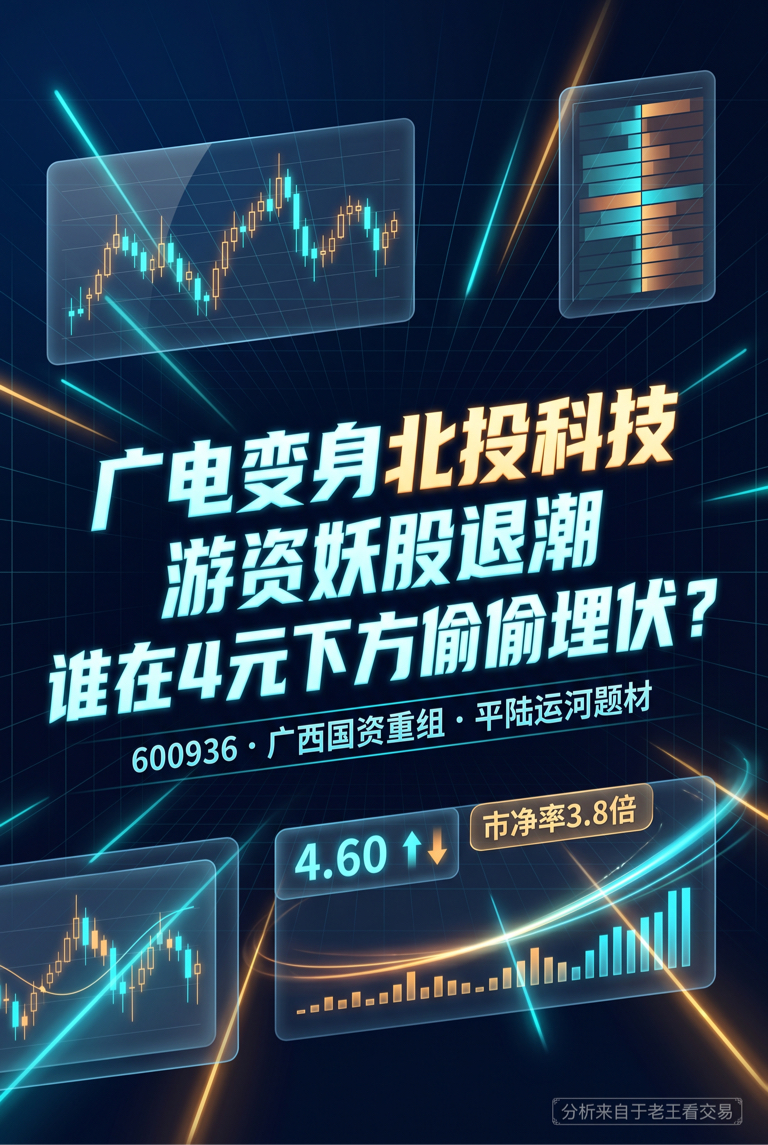 广电变身北投科技
游资妖股退潮
谁在4元下方偷偷埋伏？
600936·广西国资重组·平陆运河题材
4.60
市净率3.8倍
分析来自于老王看交易